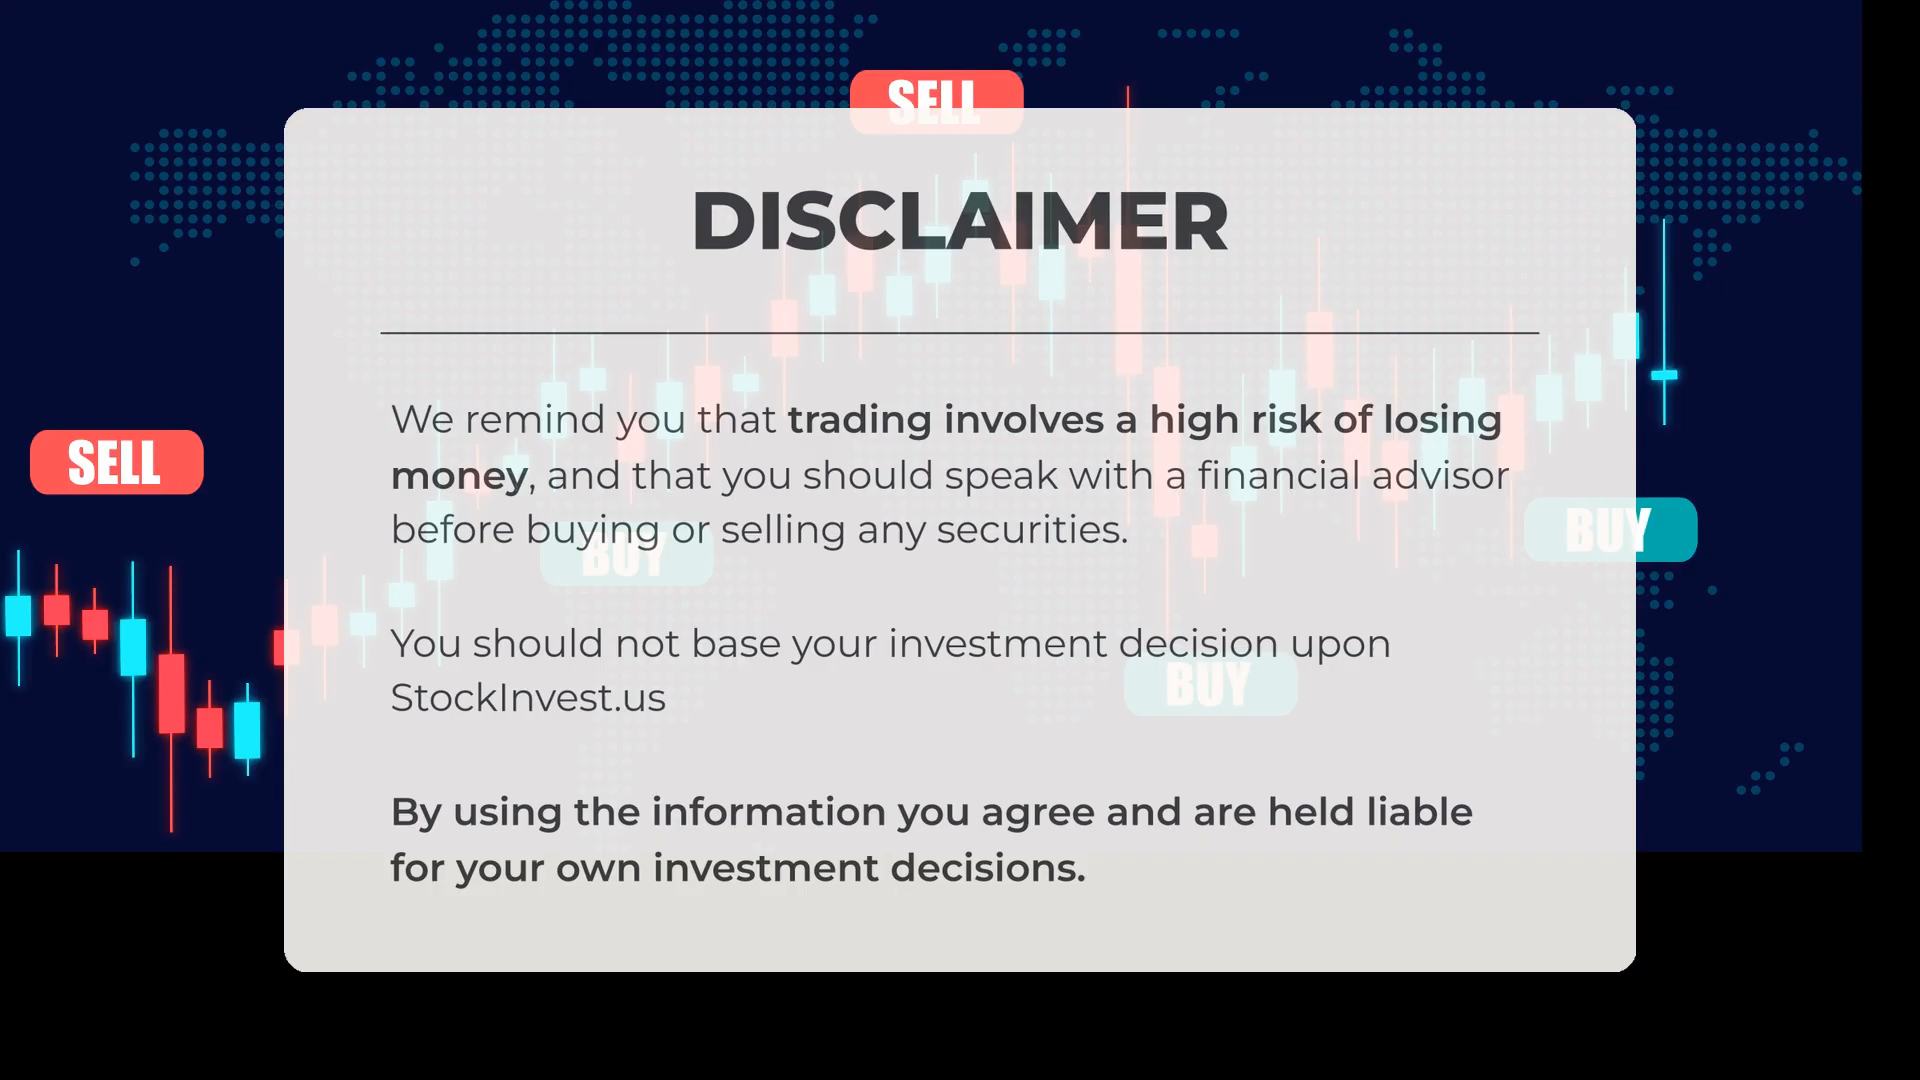 SELL
DISCLAIMER
We remind you that trading involves a high risk of losing
money, and that you should speak with a financial advisor
before buying or selling any securities.
SELL
BUY
BUY
You should not base your investment decision upon
StockInvest.us
BUY
By using the information you agree and are held liable
for your own investment decisions.